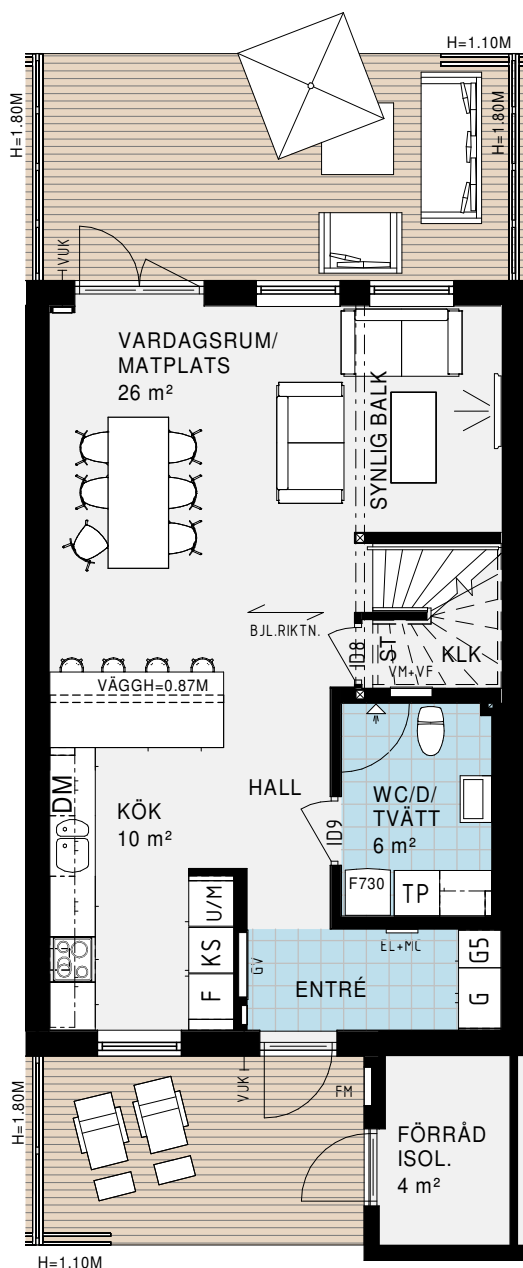 H=1.10M
H=1.80M
H=1.80M
VUK
VARDAGSRUM/
MATPLATS
26 m²
SYNLIG BALK
BJL.RIKTN.
ID8
ST
KLK
VM+VF
VÄGGH=0.87M
DM
KÖK
10 m²
HALL
WC/D/
TVÄTT
6 m²
ID9
F730
TP
U/M
KS
F
GV
EL+MC
ENTRÉ
G5
G
VUK
FM
H=1.80M
FÖRRÅD
ISOL.
4 m²
H=1.10M